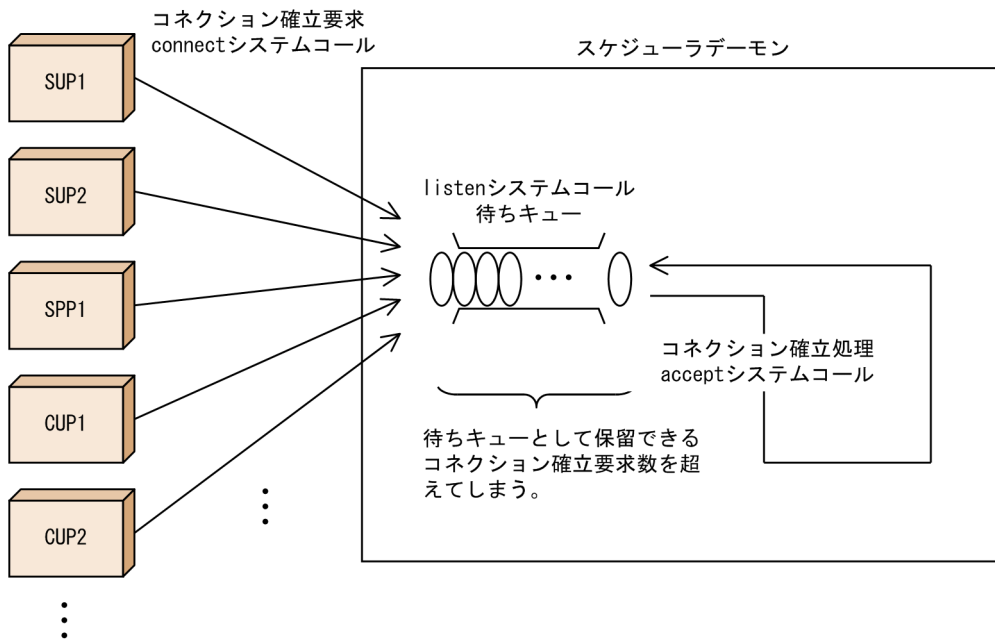 コネクション確立要求
connectシステムコール
スケジューラデーモン
SUP1
SUP2
SPP1
CUP1
CUP2
listenシステムコール
待ちキュー
コネクション確立処理
acceptシステムコール
待ちキューとして保留できる
コネクション確立要求数を超
えてしまう。